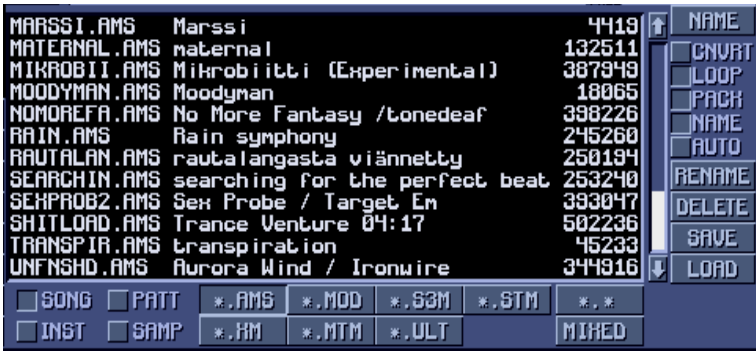 MARSSI.AMS Marssi 4419
MATERNAL.AMS maternal 132511
MIKROBII.AMS Mikrobiitti (Experimental) 387949
MOODYMAN.AMS Moodyman 18065
NOMOREFA.AMS No More Fantasy /tonedeaf 398226
RAIN.AMS Rain symphony 245260
RAUTALAN.AMS rautalangasta viännetty 250194
SEARCHIN.AMS searching for the perfect beat 253240
SEXPROB2.AMS Sex Probe / Target Em 393047
SHITLOAD.AMS Trance Venture 04:17 502236
TRANSPIR.AMS transpiration 45233
UNFNSHD.AMS Aurora Wind / Ironwire 344916
NAME
CNVRT
LOOP
PACK
NAME
AUTO
RENAME
DELETE
SAVE
LOAD
SONG PATT *.AMS *.MOD *.S3M *.STM *.*
INST SAMP *.XM *.MTM *.ULT MIXED